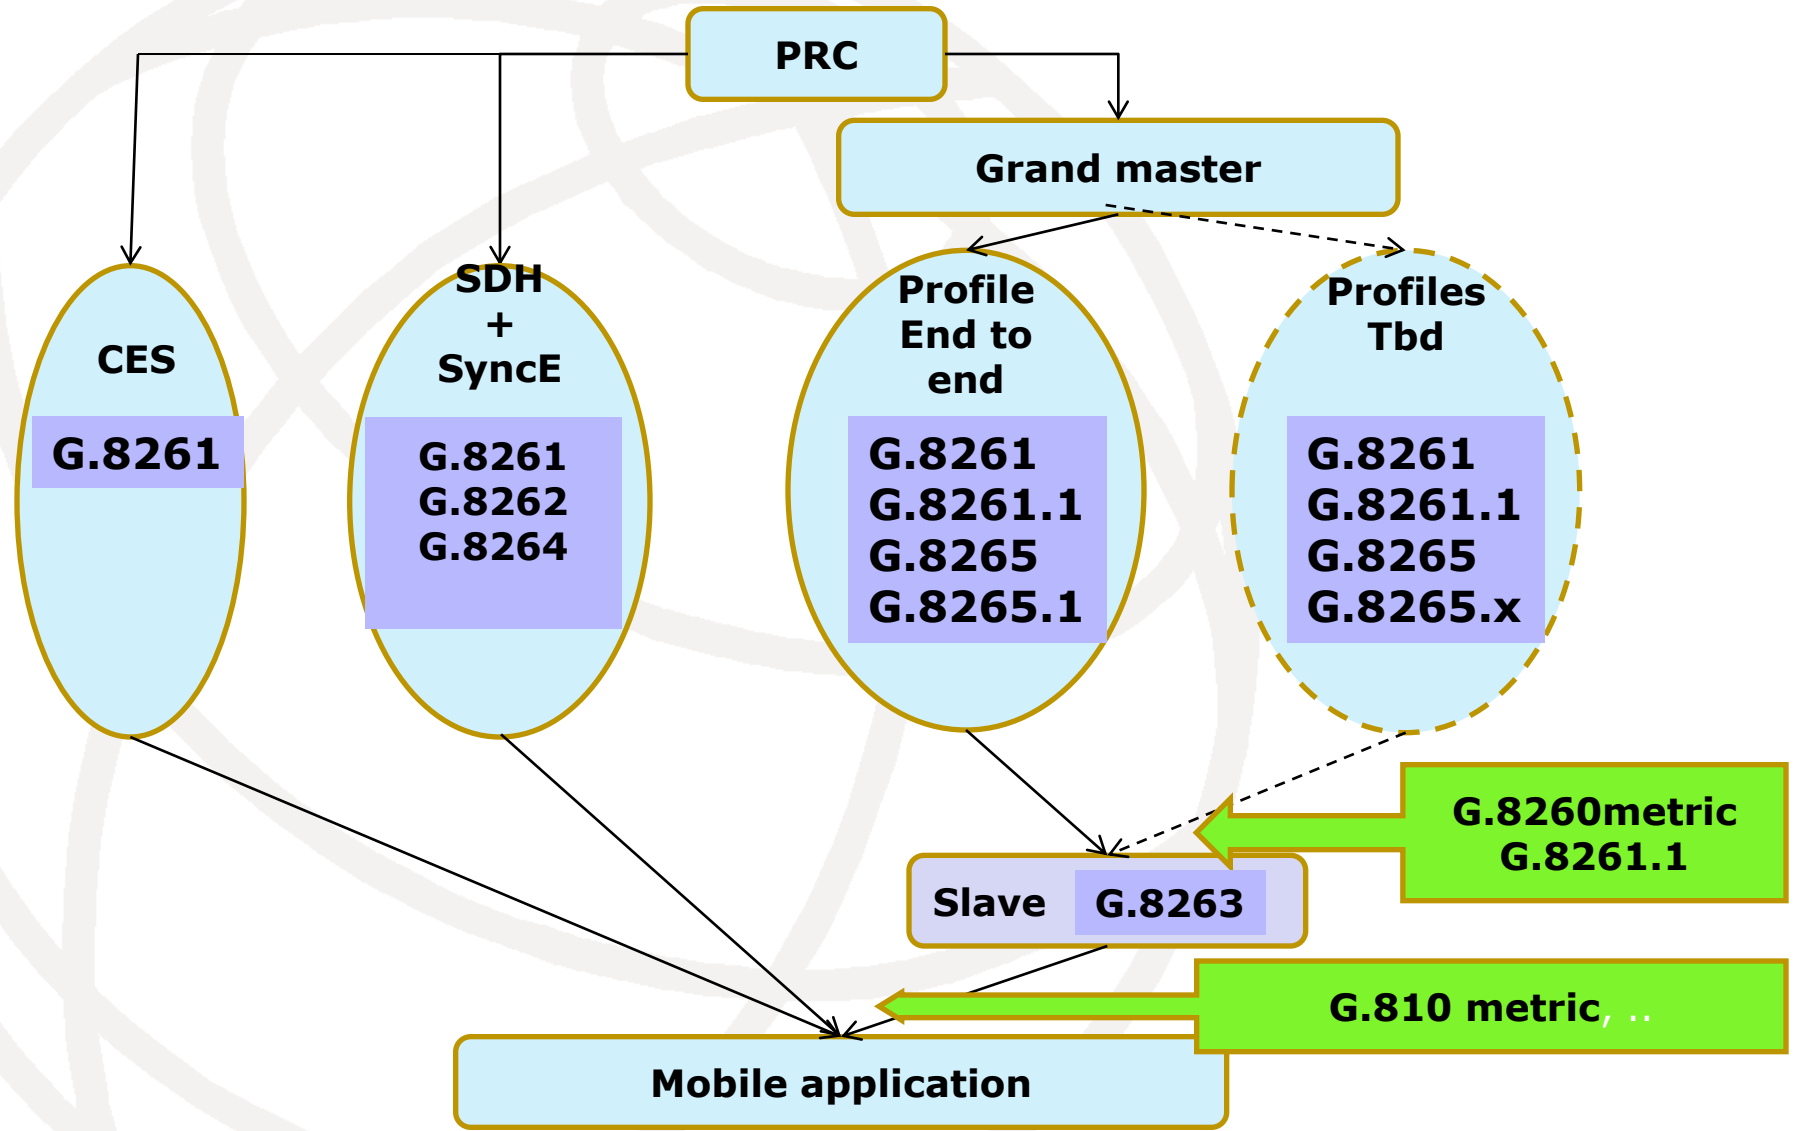 PRC
Grand master
CES
G.8261
SDH
+
SyncE
G.8261
G.8262
G.8264
Profile
End to
end
G.8261
G.8261.1
G.8265
G.8265.1
Profiles
Tbd
G.8261
G.8261.1
G.8265
G.8265.x
G.8260metric
G.8261.1
Slave
G.8263
G.810 metric, ..
Mobile application